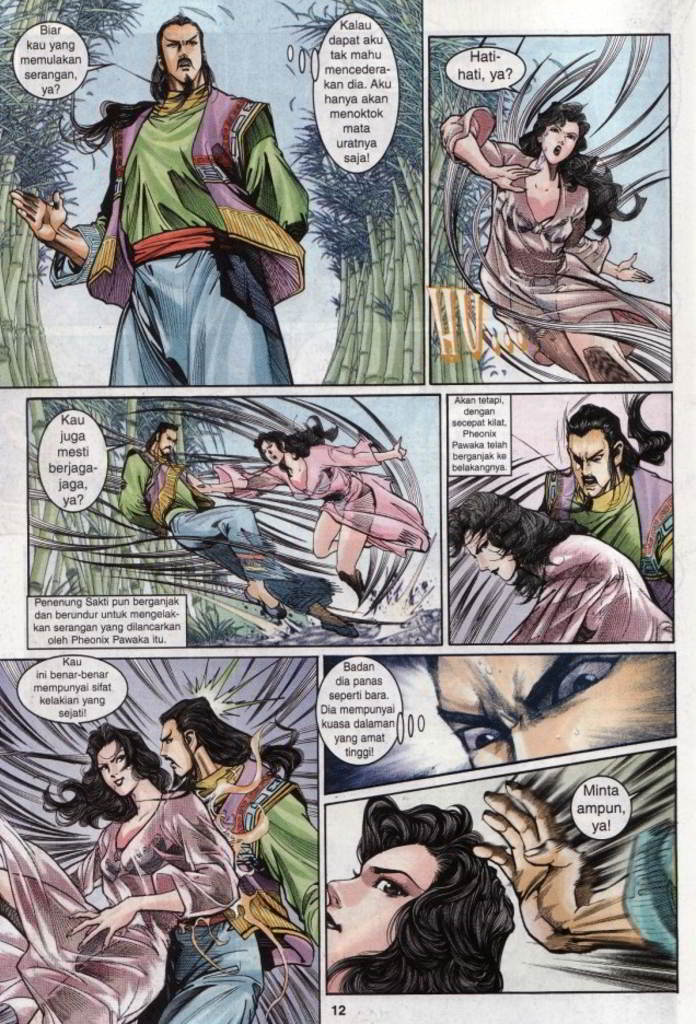 Biar
kau yang
memulakan
serangan,
ya?
Kalau
dapat aku
tak mahu
mencedera-
kan dia. Aku
hanya akan
menoktok
mata
uratnya
saja!
Hati-
hati, ya?
HU...
Kau
juga
mesti
berjaga-
jaga,
ya?
Penenung Sakti pun berganjak
dan berundur untuk mengelak-
kan serangan yang dilancarkan
oleh Pheonix Pawaka itu.
Akan tetapi,
dengan
secepat kilat,
Pheonix
Pawaka telah
berganjak ke
belakangnya.
Kau
ini benar-benar
mempunyai sifat
kelakian yang
sejati!
Badan
dia panas
seperti bara.
Dia mempunyai
kuasa dalaman
yang amat
tinggi!
Minta
ampun,
ya!
12